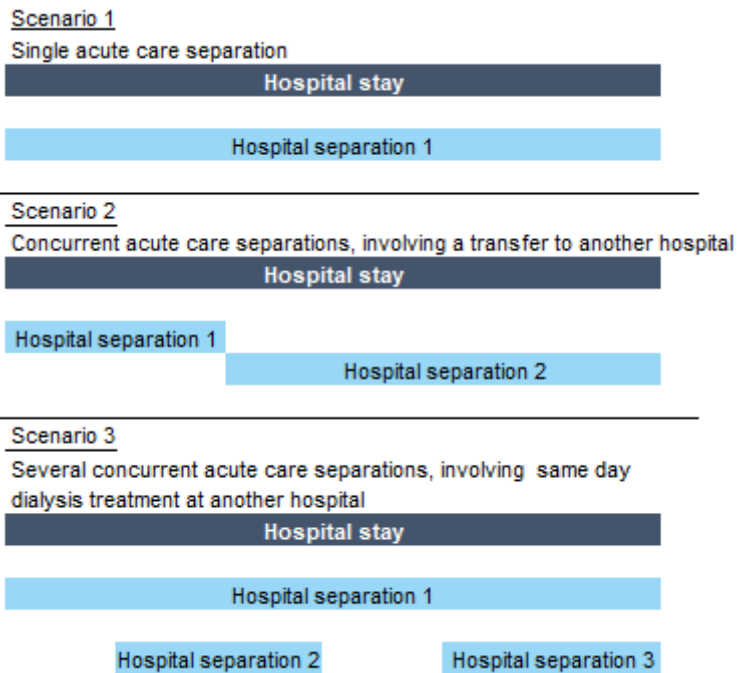 Scenario 1
Single acute care separation
Hospital stay
Hospital separation 1
Scenario 2
Concurrent acute care separations, involving a transfer to another hospital
Hospital stay
Hospital separation 1
Hospital separation 2
Scenario 3
Several concurrent acute care separations, involving same day
dialysis treatment at another hospital
Hospital stay
Hospital separation 1
Hospital separation 2
Hospital separation 3